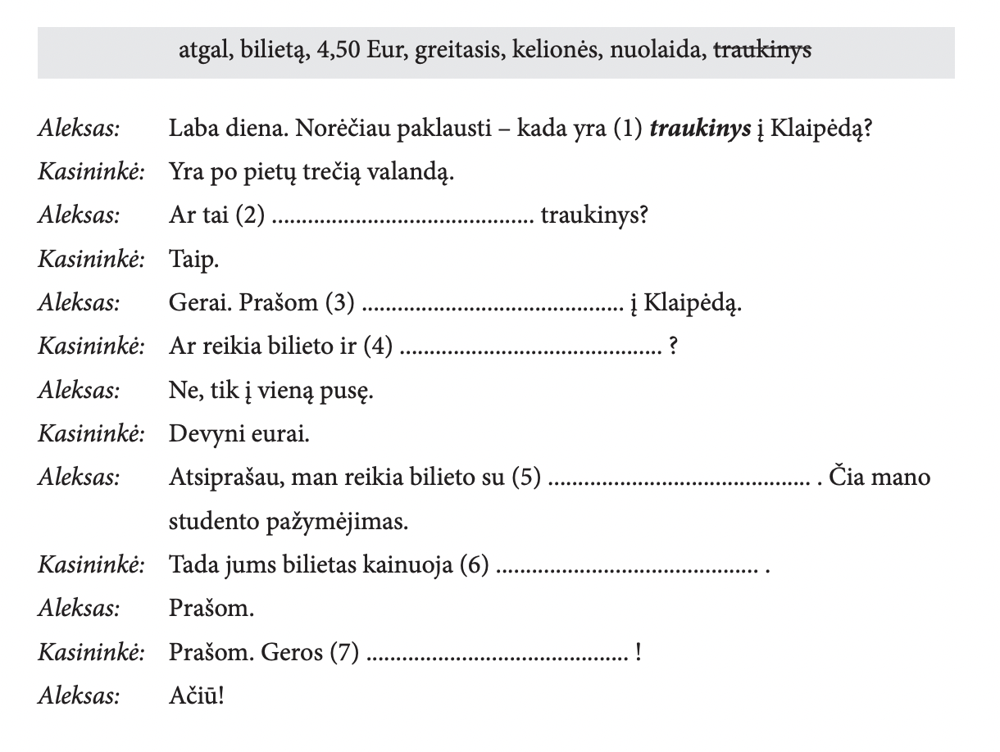 atgal, bilietą, 4,50 Eur, greitasis, kelionės, nuolaida, traukinys
Aleksas: Laba diena. Norėčiau paklausti – kada yra (1) traukinys į Klaipėdą?
Kasininkė: Yra po pietų trečią valandą.
Aleksas: Ar tai (2) ............................................ traukinys?
Kasininkė: Taip.
Aleksas: Gerai. Prašom (3) ............................................ į Klaipėdą.
Kasininkė: Ar reikia bilieto ir (4) ............................................ ?
Aleksas: Ne, tik į vieną pusę.
Kasininkė: Devyni eurai.
Aleksas: Atsiprašau, man reikia bilieto su (5) ............................................ . Čia mano
studento pažymėjimas.
Kasininkė: Tada jums bilietas kainuoja (6) ............................................ .
Aleksas: Prašom.
Kasininkė: Prašom. Geros (7) ............................................ !
Aleksas: Ačiū!